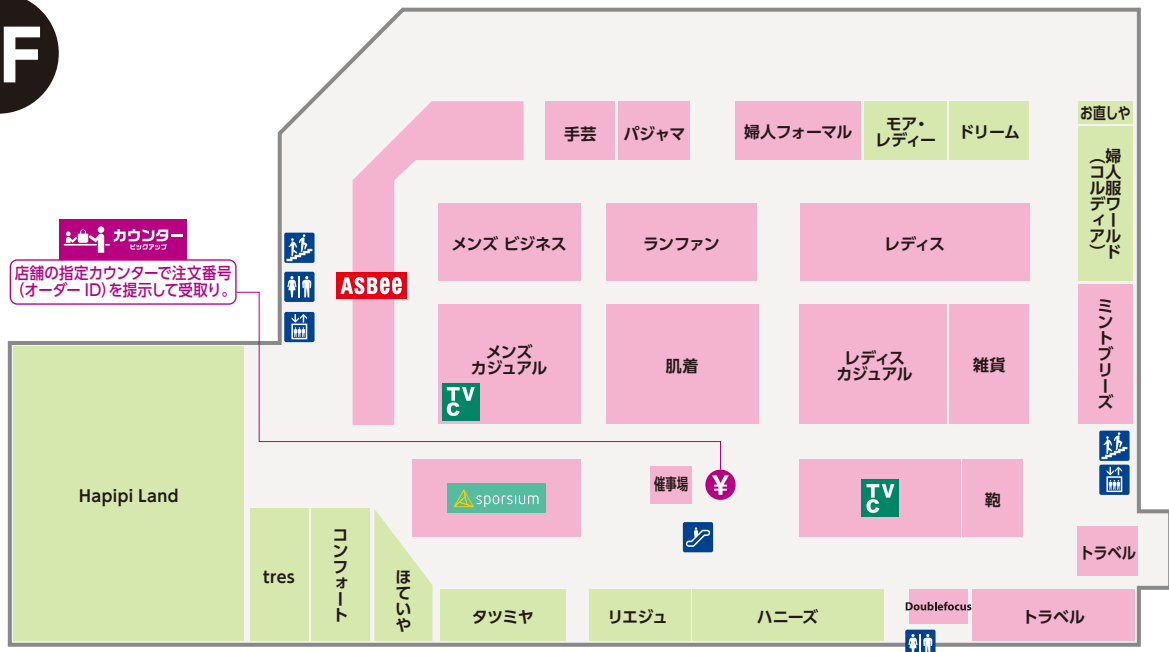 F
手芸
パジャマ
婦人フォーマル
モア・
レディー
ドリーム
お直しや
婦人服ワールド
(コルディア)
カウンター
ピックアップ
店舗の指定カウンターで注文番号
(オーダー ID)を提示して受取り。
メンズ ビジネス
ランファン
レディス
ASBee
メンズ
カジュアル
TVC
肌着
レディス
カジュアル
雑貨
ミントブリーズ
Hapipi Land
sporsium
催事場
¥
TVC
鞄
トラベル
tres
コンフォート
ほていや
タツミヤ
リエジュ
ハニーズ
Doublefocus
トラベル